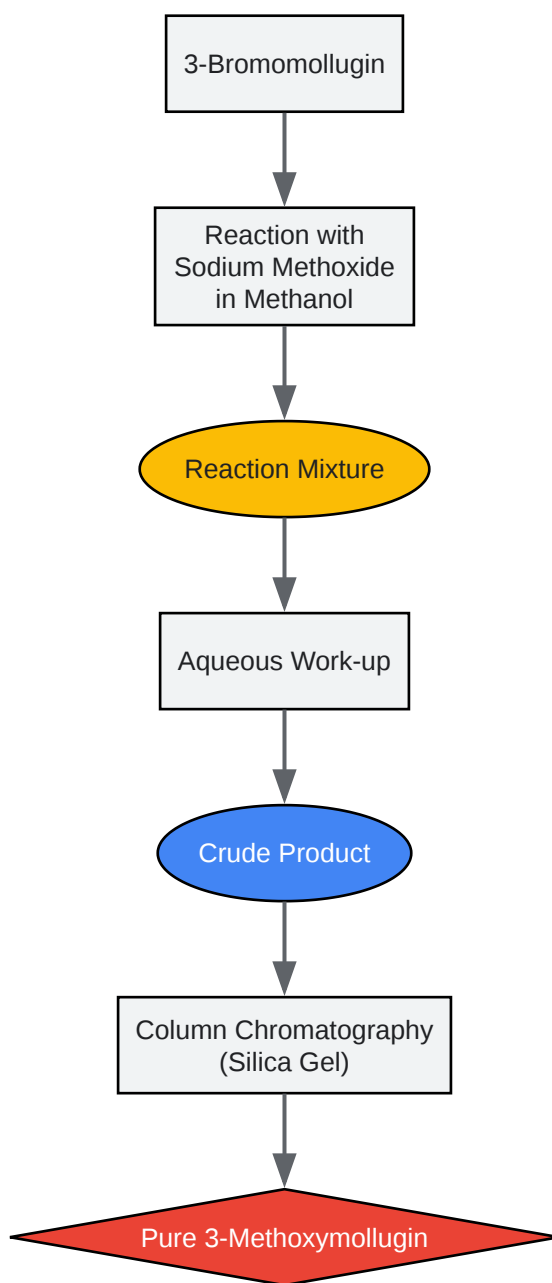 3-Bromomollugin
Reaction with
Sodium Methoxide
in Methanol
Reaction Mixture
Aqueous Work-up
Crude Product
Column Chromatography
(Silica Gel)
Pure 3-Methoxymollugin